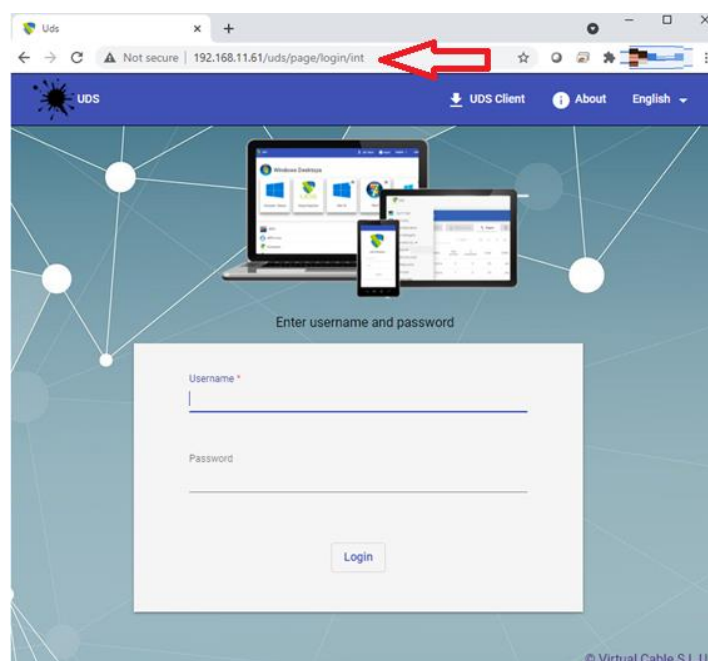 Uds
Not secure | 192.168.11.61/uds/page/login/int
UDS
UDS Client
About
English
Windows Desktops
Enter username and password
Username *
Password
Login
© Virtual Cable S.L.U